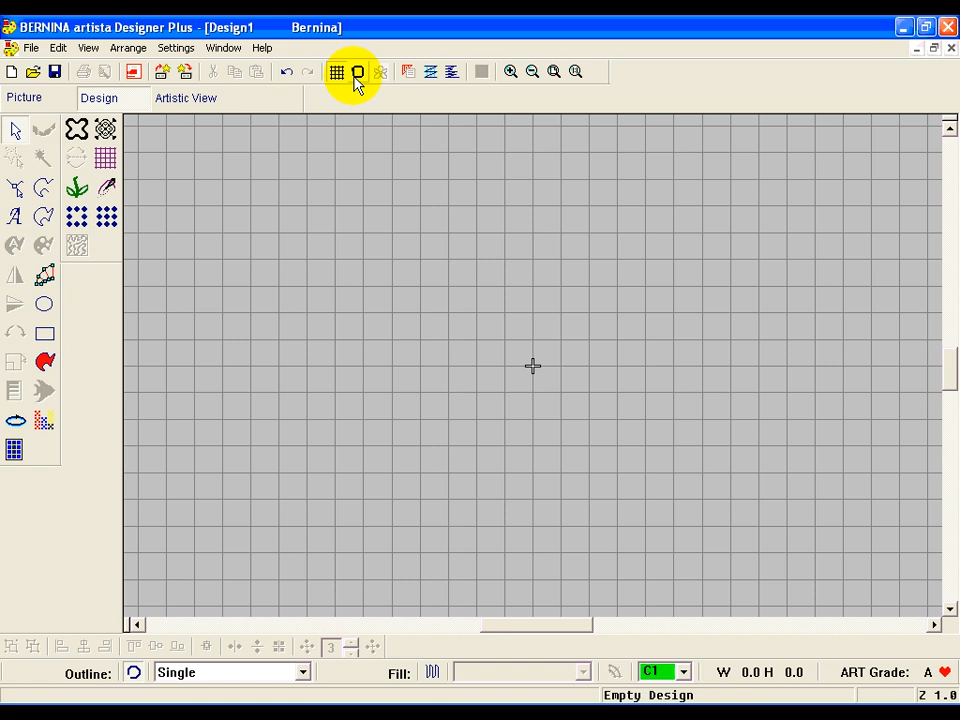 BERNINA artista Designer Plus - [Design1 Bernina]
File Edit View Arrange Settings Window Help
Picture Design Artistic View
A
3
Outline: Single Fill: C1 W 0.0 H 0.0 ART Grade: A
Empty Design Z 1.0